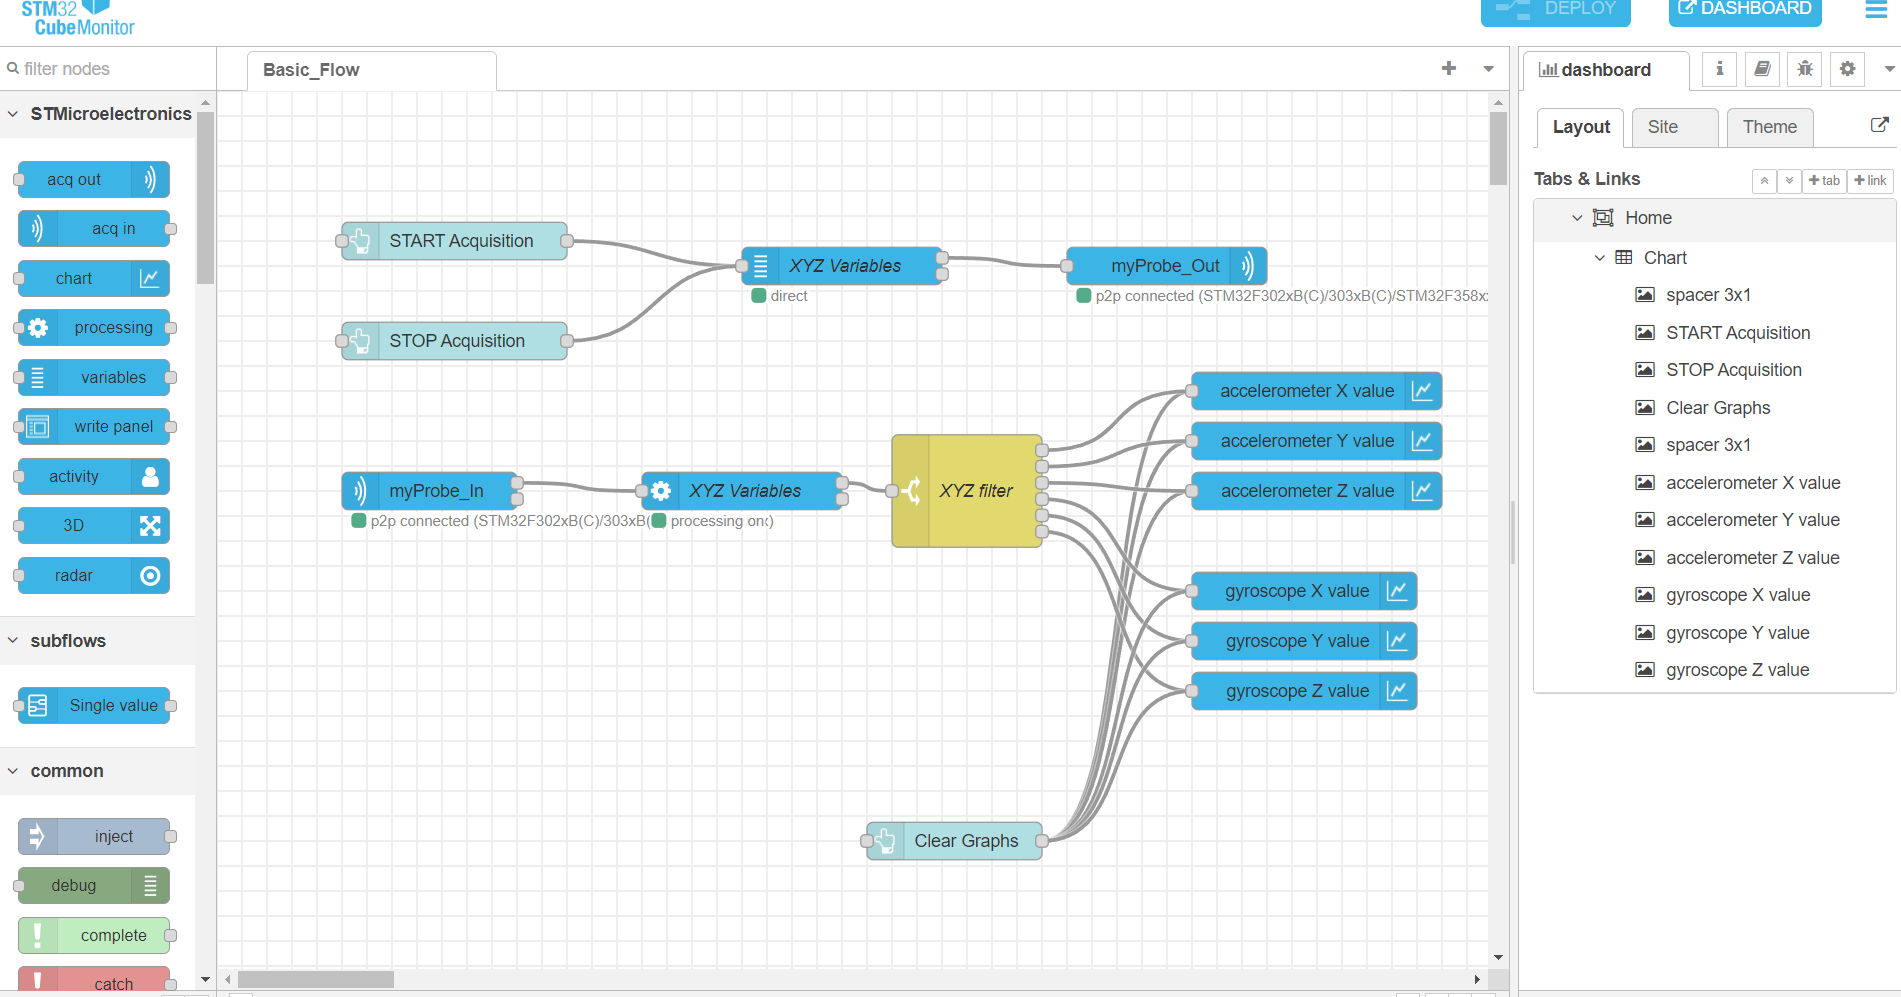 STM32
CubeMonitor
DEPLOY
DASHBOARD
filter nodes
Basic_Flow
dashboard
STMicroelectronics
acq out
acq in
chart
processing
variables
write panel
activity
3D
radar
subflows
Single value
common
inject
debug
complete
catch
START Acquisition
STOP Acquisition
XYZ Variables
direct
myProbe_Out
p2p connected (STM32F302xB(C)/303xB(C)/STM32F358x
myProbe_In
p2p connected (STM32F302xB(C)/303xB(
XYZ Variables
processing on
XYZ filter
accelerometer X value
accelerometer Y value
accelerometer Z value
gyroscope X value
gyroscope Y value
gyroscope Z value
Clear Graphs
Layout
Site
Theme
Tabs & Links
tab
link
Home
Chart
spacer 3x1
START Acquisition
STOP Acquisition
Clear Graphs
spacer 3x1
accelerometer X value
accelerometer Y value
accelerometer Z value
gyroscope X value
gyroscope Y value
gyroscope Z value